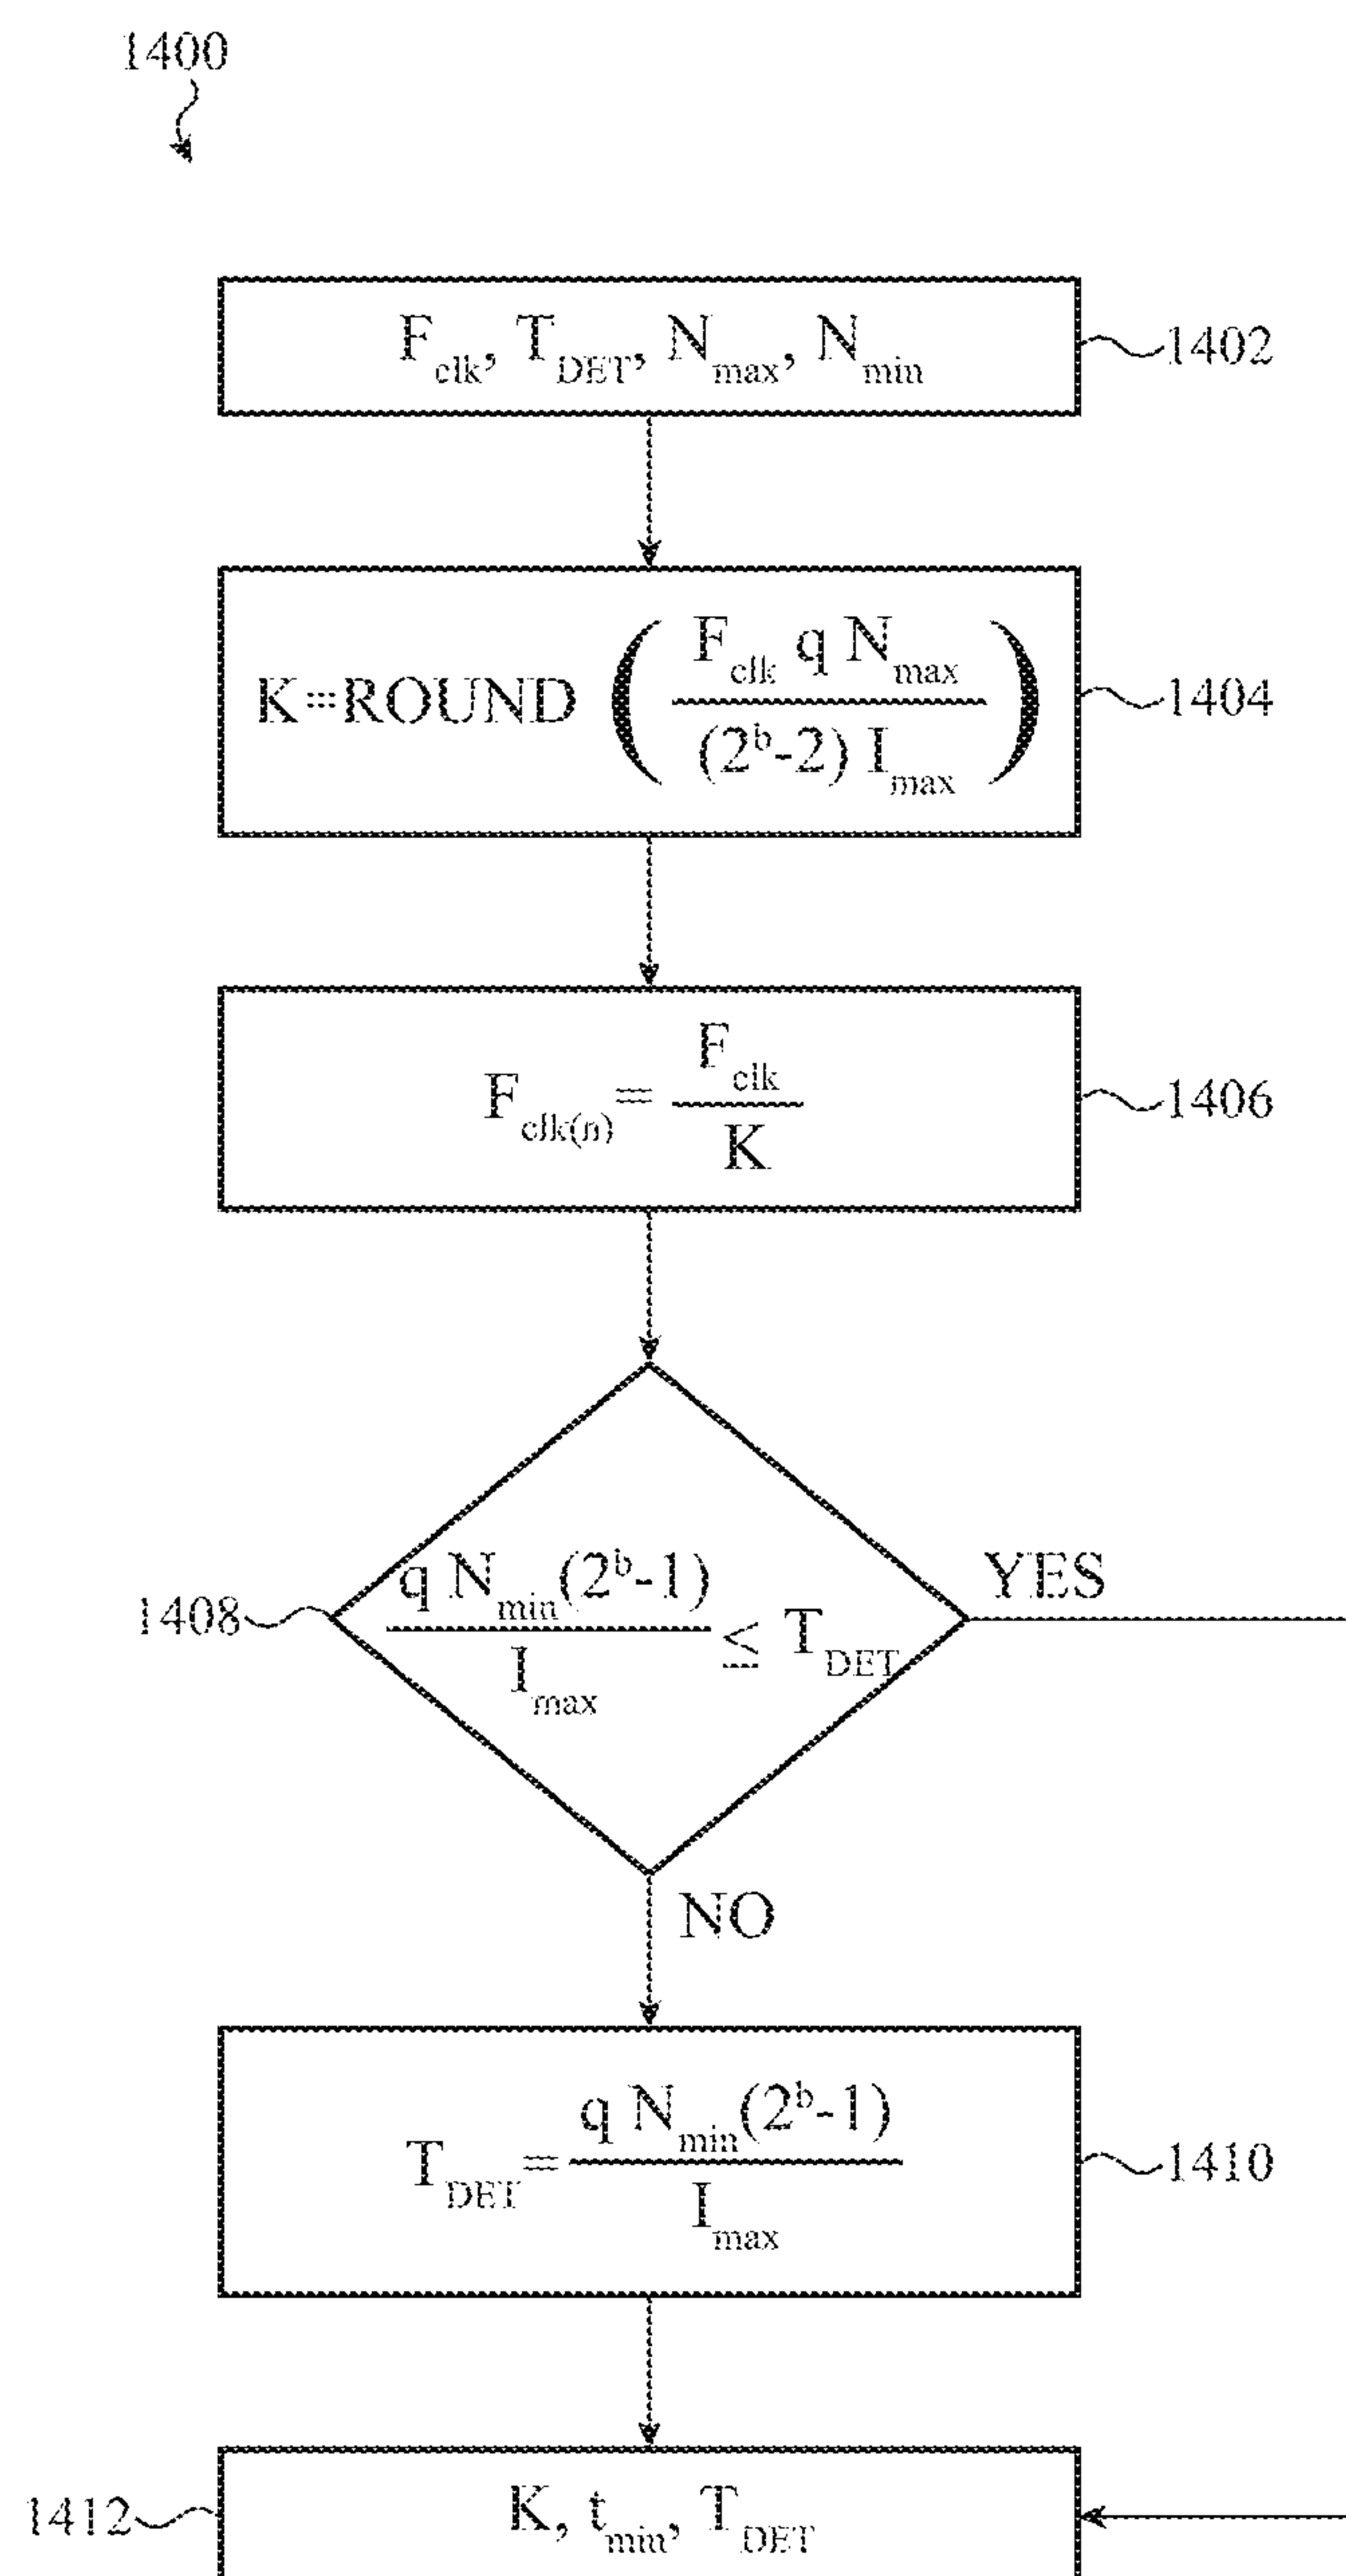 1400
F_clk, T_DET, N_max, N_min
1402
K=ROUND ( F_clk q N_max / (2^b-2) I_max )
1404
F_clk(n) = F_clk / K
1406
q N_min (2^b-1) / I_max ≤ T_DET
1408
YES
NO
T_DET = q N_min (2^b-1) / I_max
1410
K, t_min, T_DET
1412